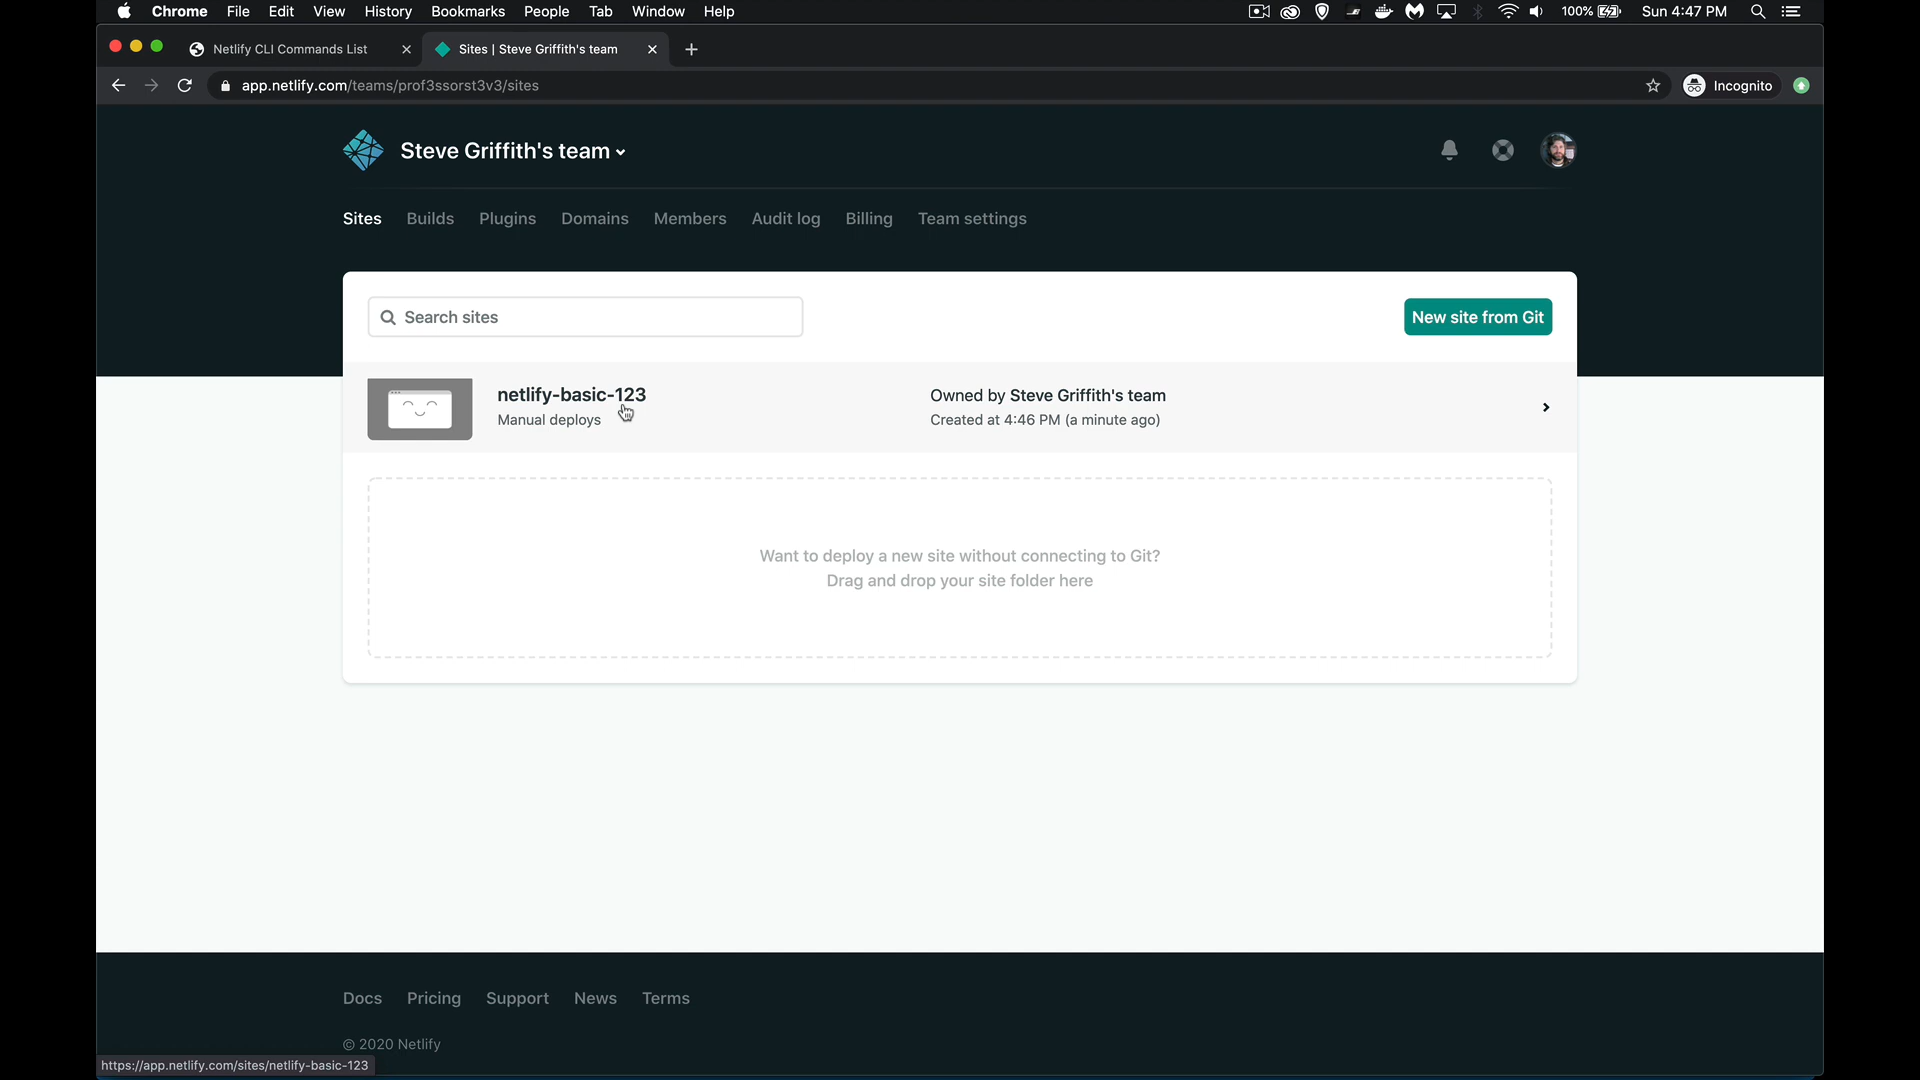 Chrome File Edit View History Bookmarks People Tab Window Help
100% Sun 4:47 PM
Netlify CLI Commands List
Sites | Steve Griffith's team
app.netlify.com/teams/prof3ssorst3v3/sites
Incognito
Steve Griffith's team
Sites Builds Plugins Domains Members Audit log Billing Team settings
Search sites
New site from Git
netlify-basic-123
Manual deploys
Owned by Steve Griffith's team
Created at 4:46 PM (a minute ago)
Want to deploy a new site without connecting to Git?
Drag and drop your site folder here
Docs Pricing Support News Terms
© 2020 Netlify
https://app.netlify.com/sites/netlify-basic-123